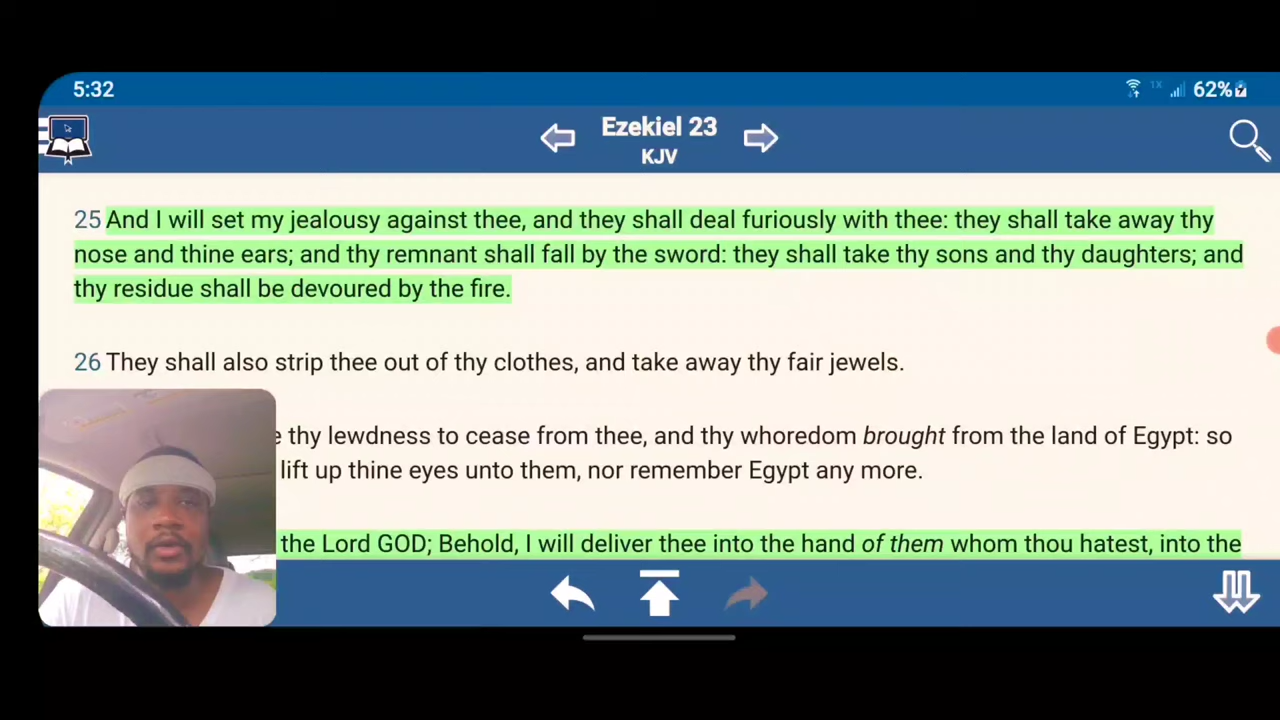 5:32
1X
62%
Ezekiel 23
KJV
25 And I will set my jealousy against thee, and they shall deal furiously with thee: they shall take away thy
nose and thine ears; and thy remnant shall fall by the sword: they shall take thy sons and thy daughters; and
thy residue shall be devoured by the fire.
26 They shall also strip thee out of thy clothes, and take away thy fair jewels.
thy lewdness to cease from thee, and thy whoredom brought from the land of Egypt: so
lift up thine eyes unto them, nor remember Egypt any more.
the Lord GOD; Behold, I will deliver thee into the hand of them whom thou hatest, into the